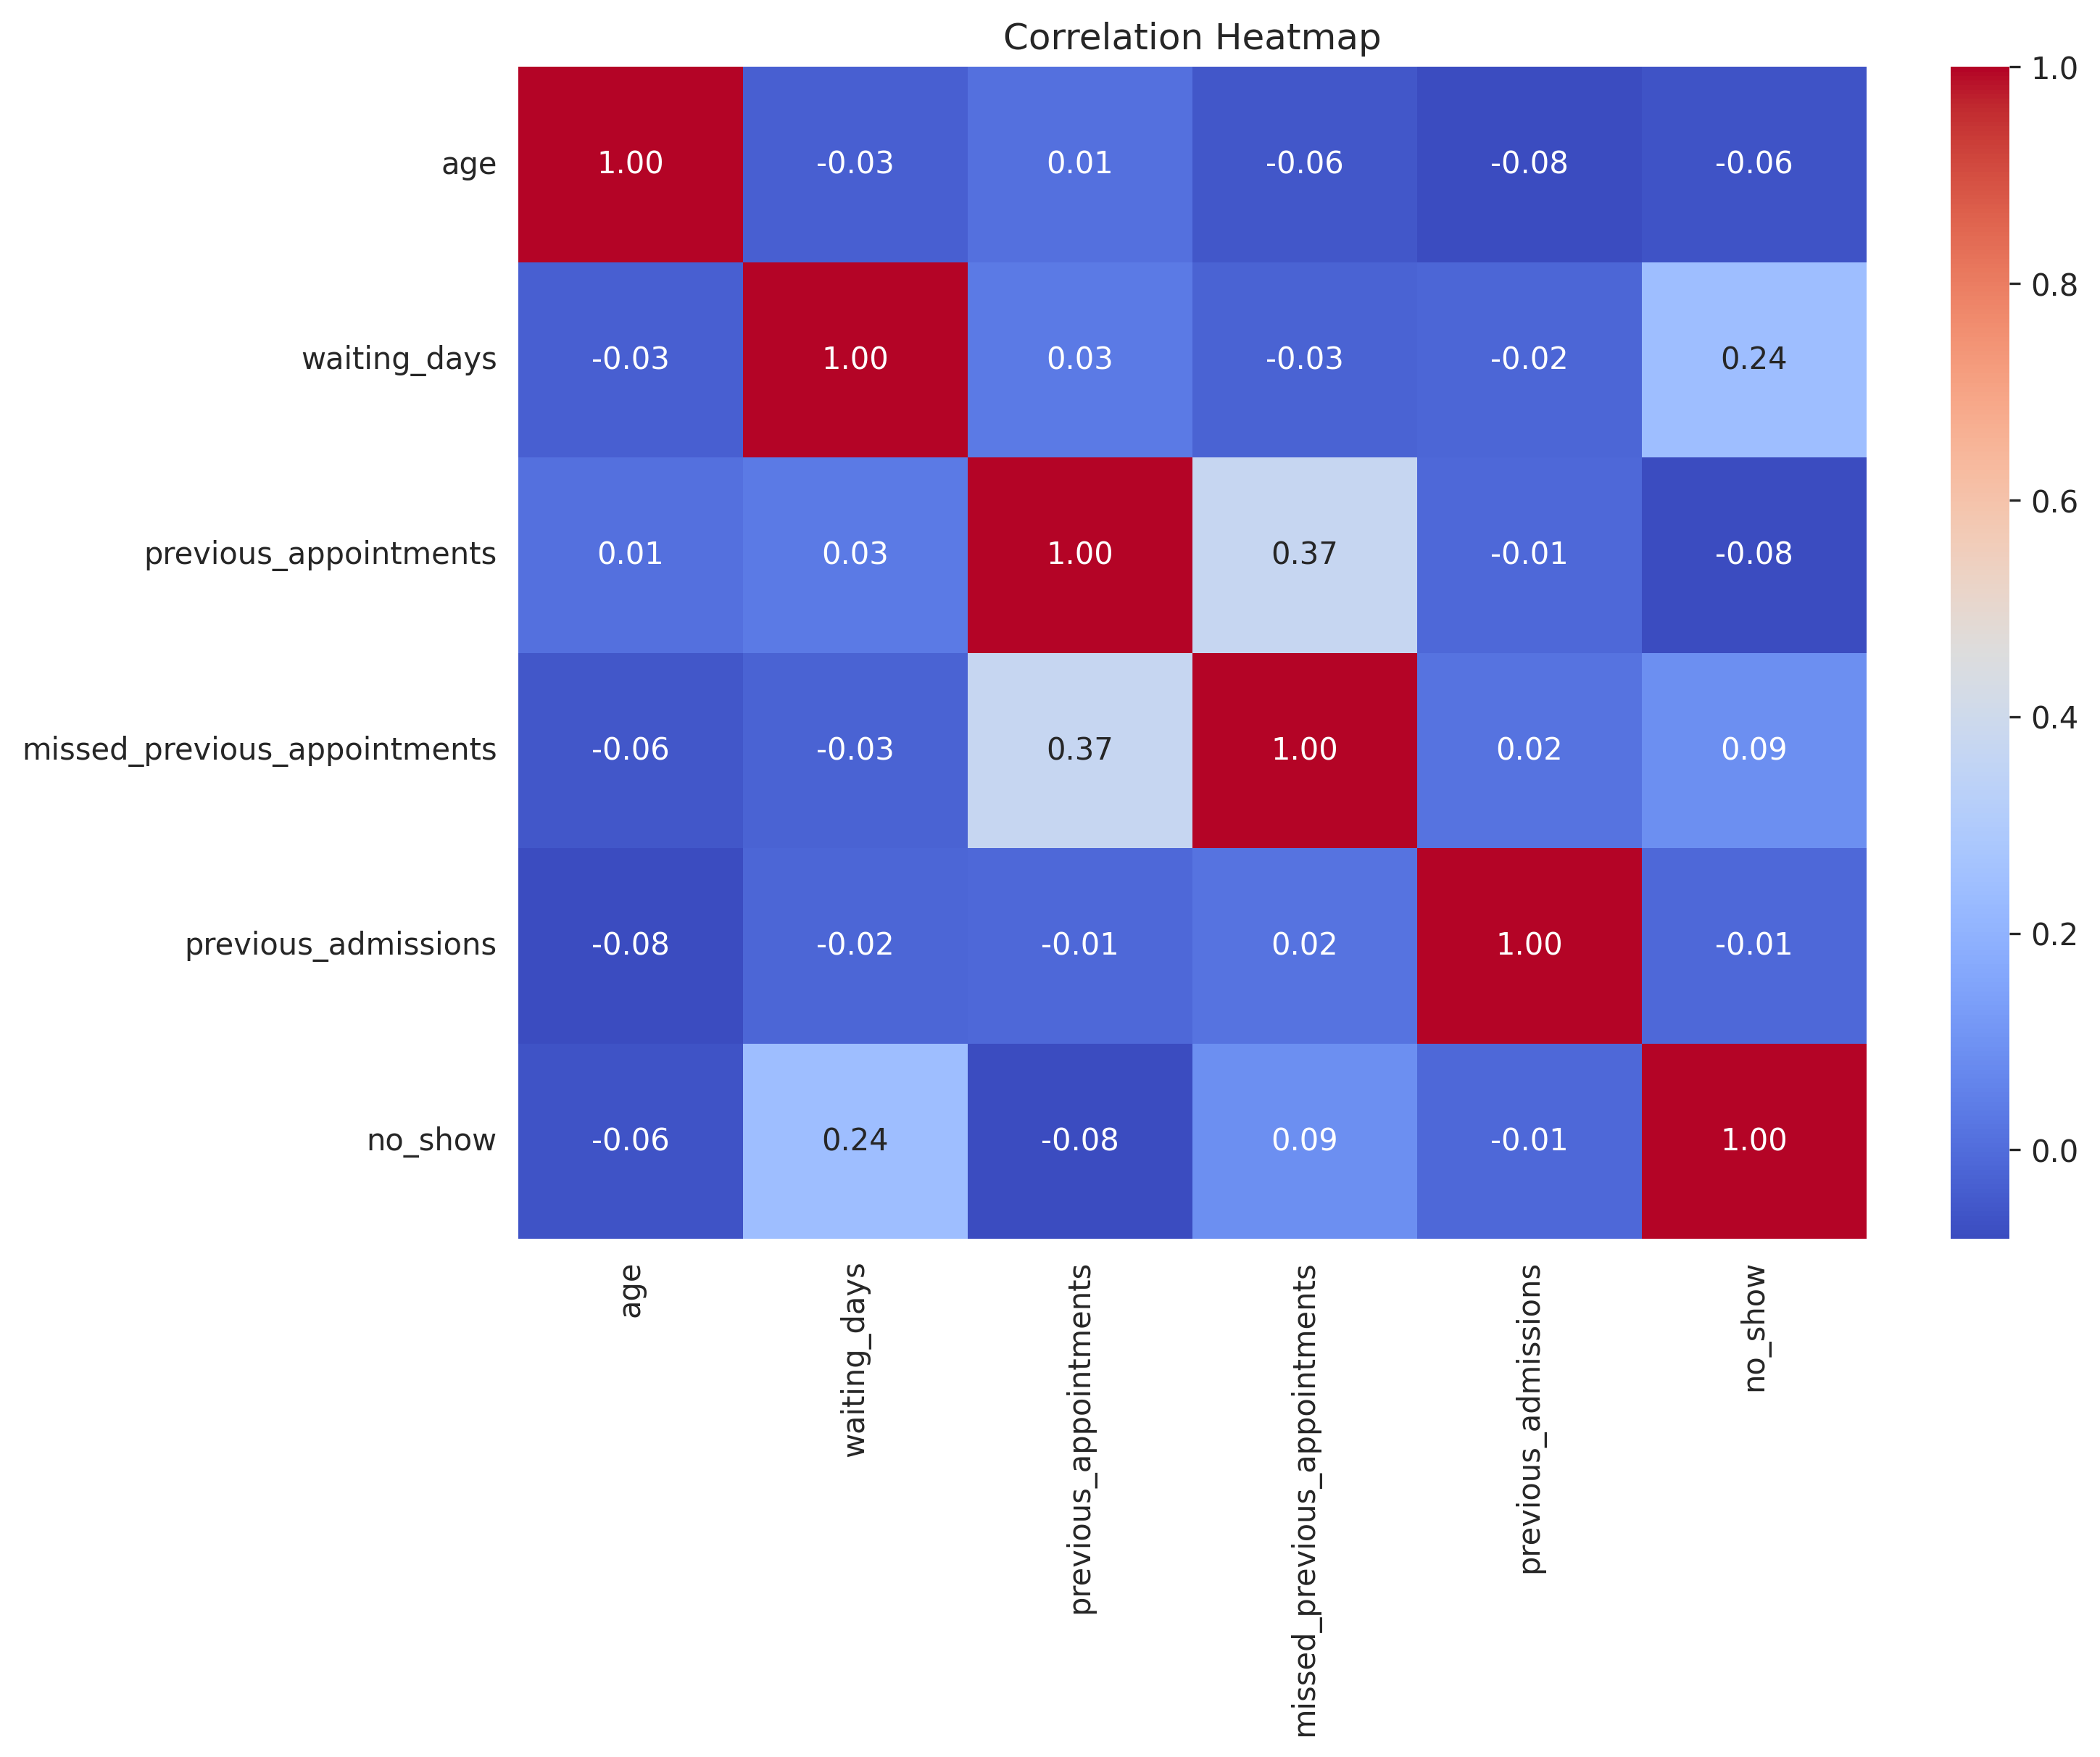 Correlation Heatmap
age 1.00 -0.03 0.01 -0.06 -0.08 -0.06
waiting_days -0.03 1.00 0.03 -0.03 -0.02 0.24
previous_appointments 0.01 0.03 1.00 0.37 -0.01 -0.08
missed_previous_appointments -0.06 -0.03 0.37 1.00 0.02 0.09
previous_admissions -0.08 -0.02 -0.01 0.02 1.00 -0.01
no_show -0.06 0.24 -0.08 0.09 -0.01 1.00
age
waiting_days
previous_appointments
missed_previous_appointments
previous_admissions
no_show
1.0
0.8
0.6
0.4
0.2
0.0